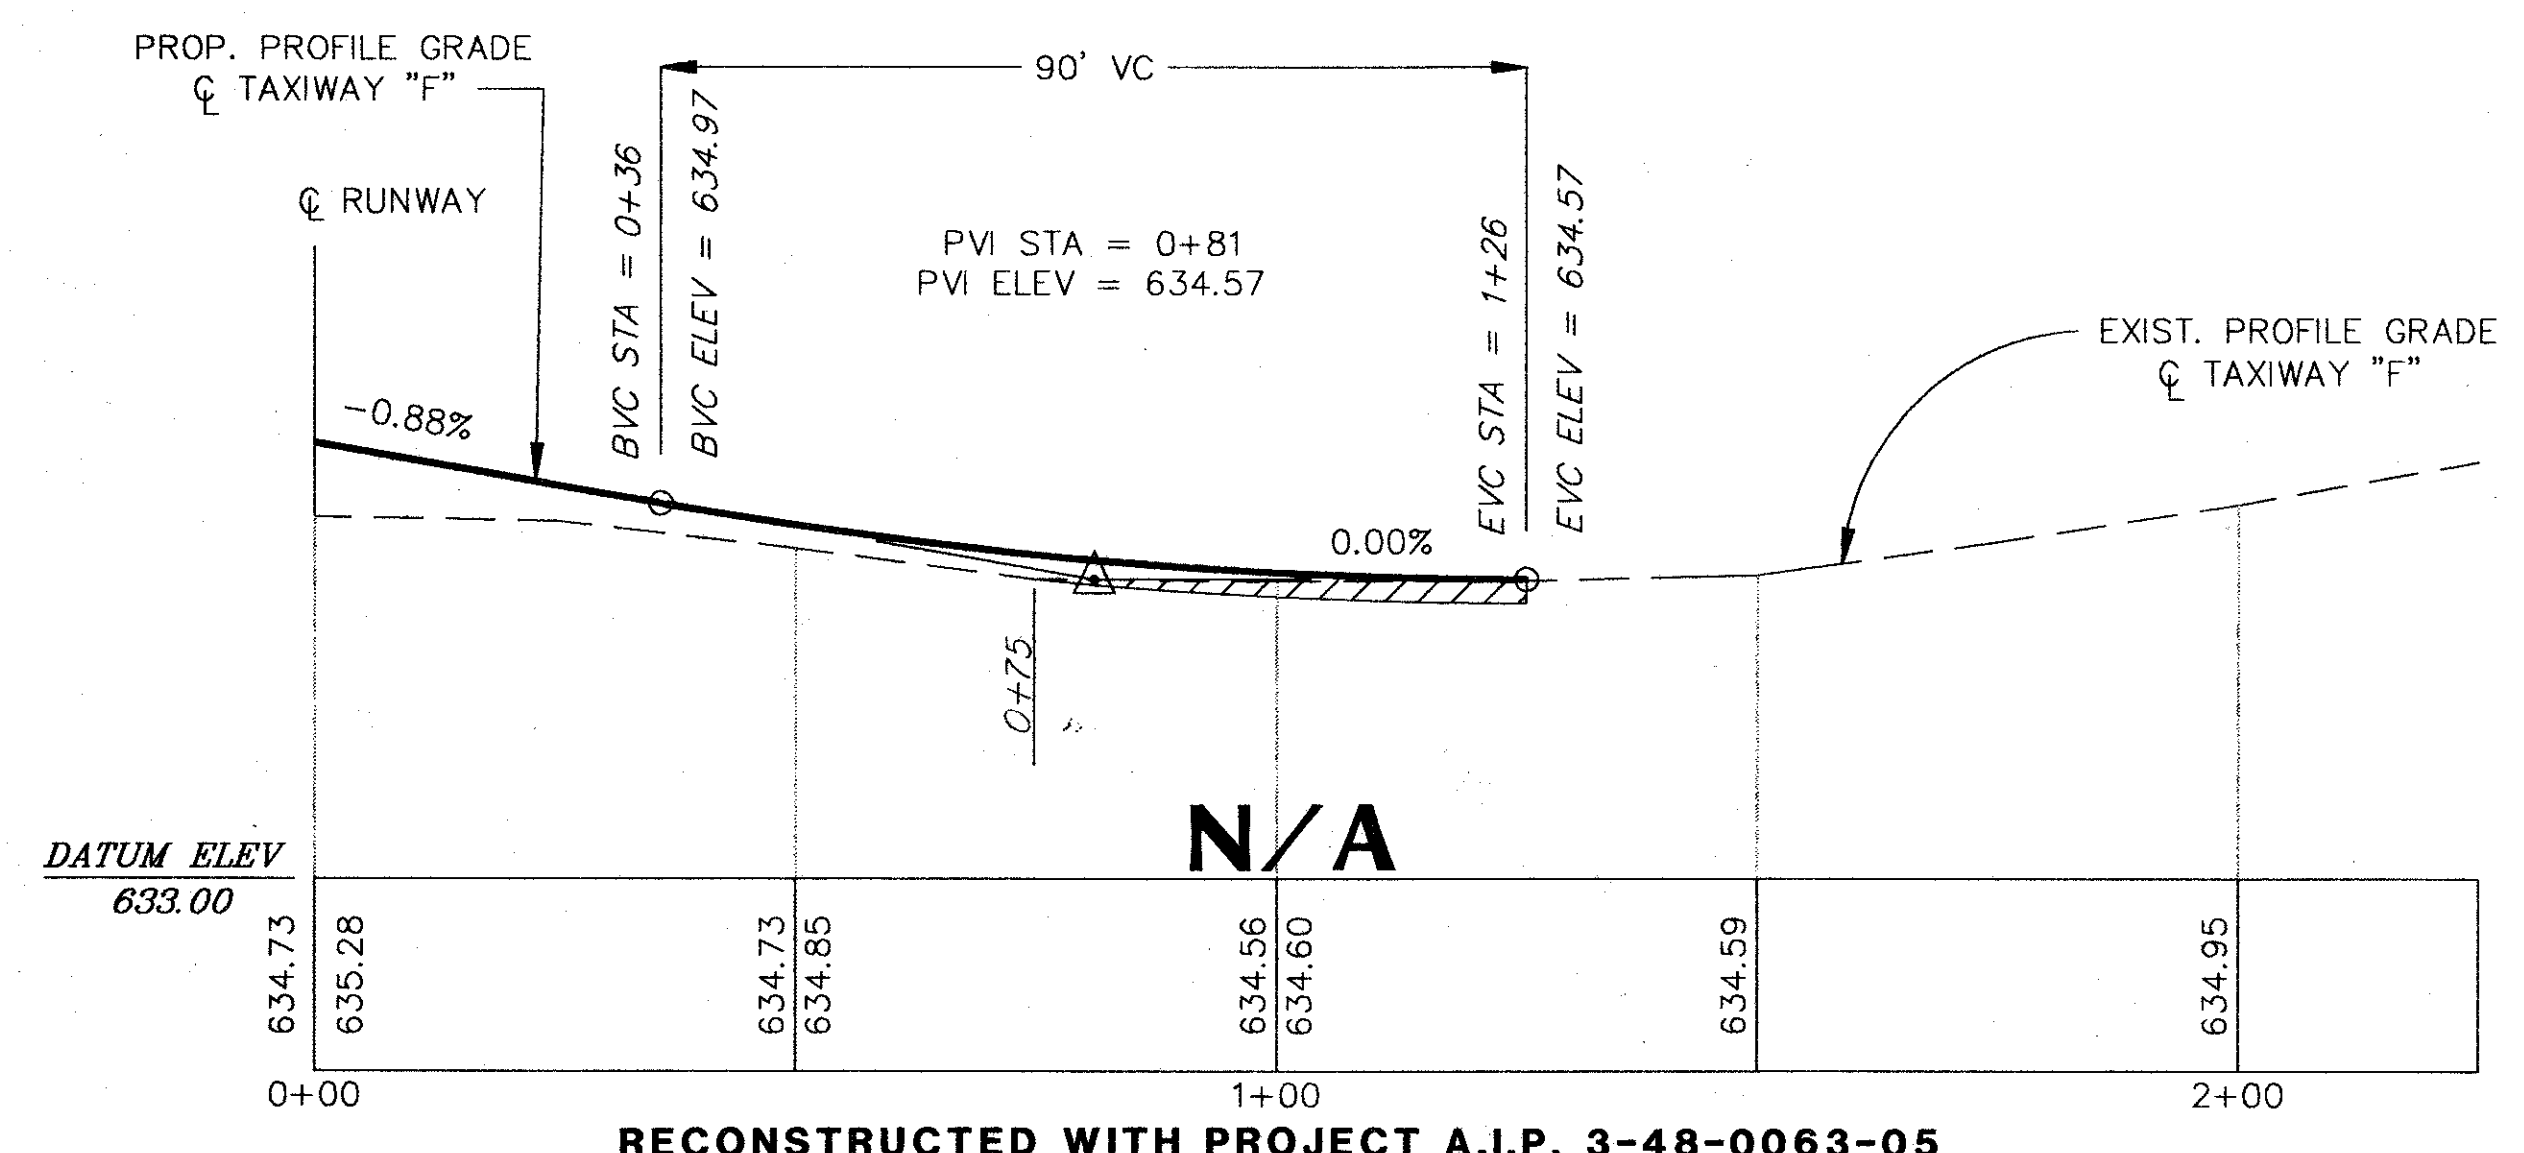 PROP. PROFILE GRADE
℄ TAXIWAY "F"
90' VC
℄ RUNWAY
BVC STA = 0+36
BVC ELEV = 634.97
PVI STA = 0+81
PVI ELEV = 634.57
EVC STA = 1+26
EVC ELEV = 634.57
EXIST. PROFILE GRADE
℄ TAXIWAY "F"
-0.88%
0.00%
0+75
N/A
DATUM ELEV
633.00
634.73
635.28
634.73
634.85
634.56
634.60
634.59
634.95
0+00
1+00
2+00
RECONSTRUCTED WITH PROJECT A.I.P. 3-48-0063-05